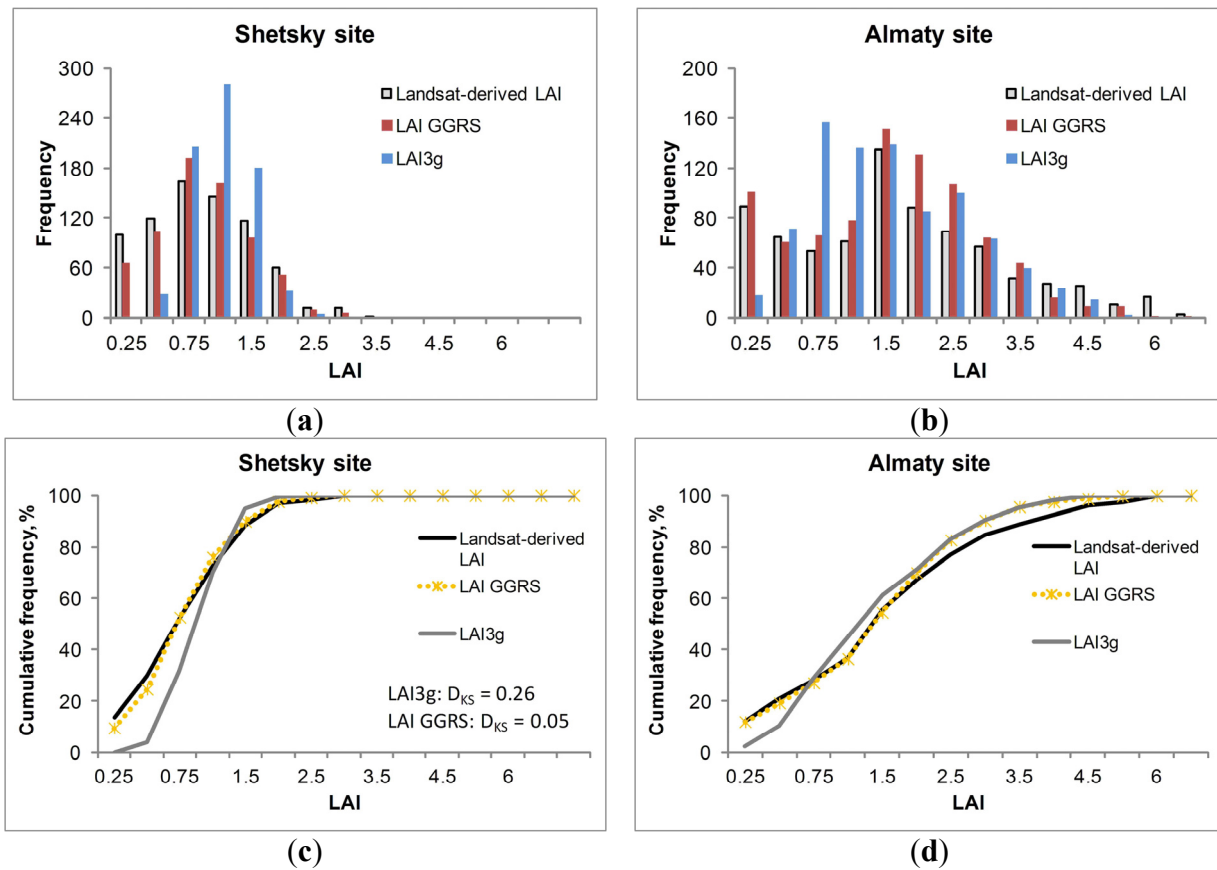 Shetsky site
300
240
180
120
60
0
Frequency
Landsat-derived LAI
LAI GGRS
LAI3g
0.25 0.75 1.5 2.5 3.5 4.5 6
LAI
(a)
Almaty site
200
160
120
80
40
0
Frequency
Landsat-derived LAI
LAI GGRS
LAI3g
0.25 0.75 1.5 2.5 3.5 4.5 6
LAI
(b)
Shetsky site
100
80
60
40
20
0
Cumulative frequency, %
Landsat-derived
LAI
LAI GGRS
LAI3g
LAI3g: DKS = 0.26
LAI GGRS: DKS = 0.05
0.25 0.75 1.5 2.5 3.5 4.5 6
LAI
(c)
Almaty site
100
80
60
40
20
0
Cumulative frequency, %
Landsat-derived
LAI
LAI GGRS
LAI3g
0.25 0.75 1.5 2.5 3.5 4.5 6
LAI
(d)